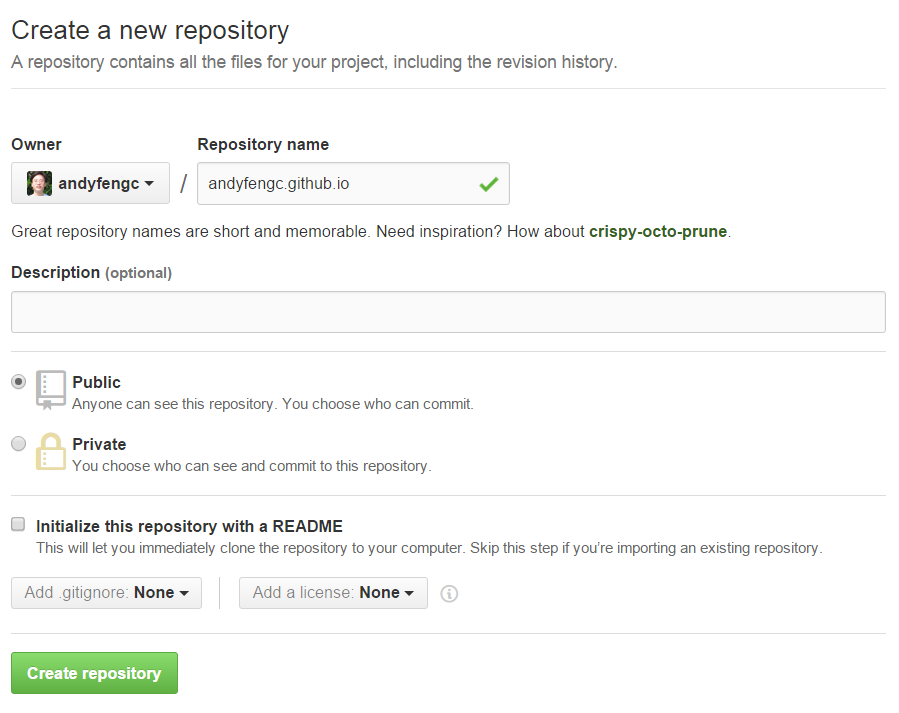 Create a new repository
A repository contains all the files for your project, including the revision history.
Owner
Repository name
andyfengc
/
andyfengc.github.io
Great repository names are short and memorable. Need inspiration? How about crispy-octo-prune.
Description (optional)
Public
Anyone can see this repository. You choose who can commit.
Private
You choose who can see and commit to this repository.
Initialize this repository with a README
This will let you immediately clone the repository to your computer. Skip this step if you’re importing an existing repository.
Add .gitignore: None
Add a license: None
Create repository